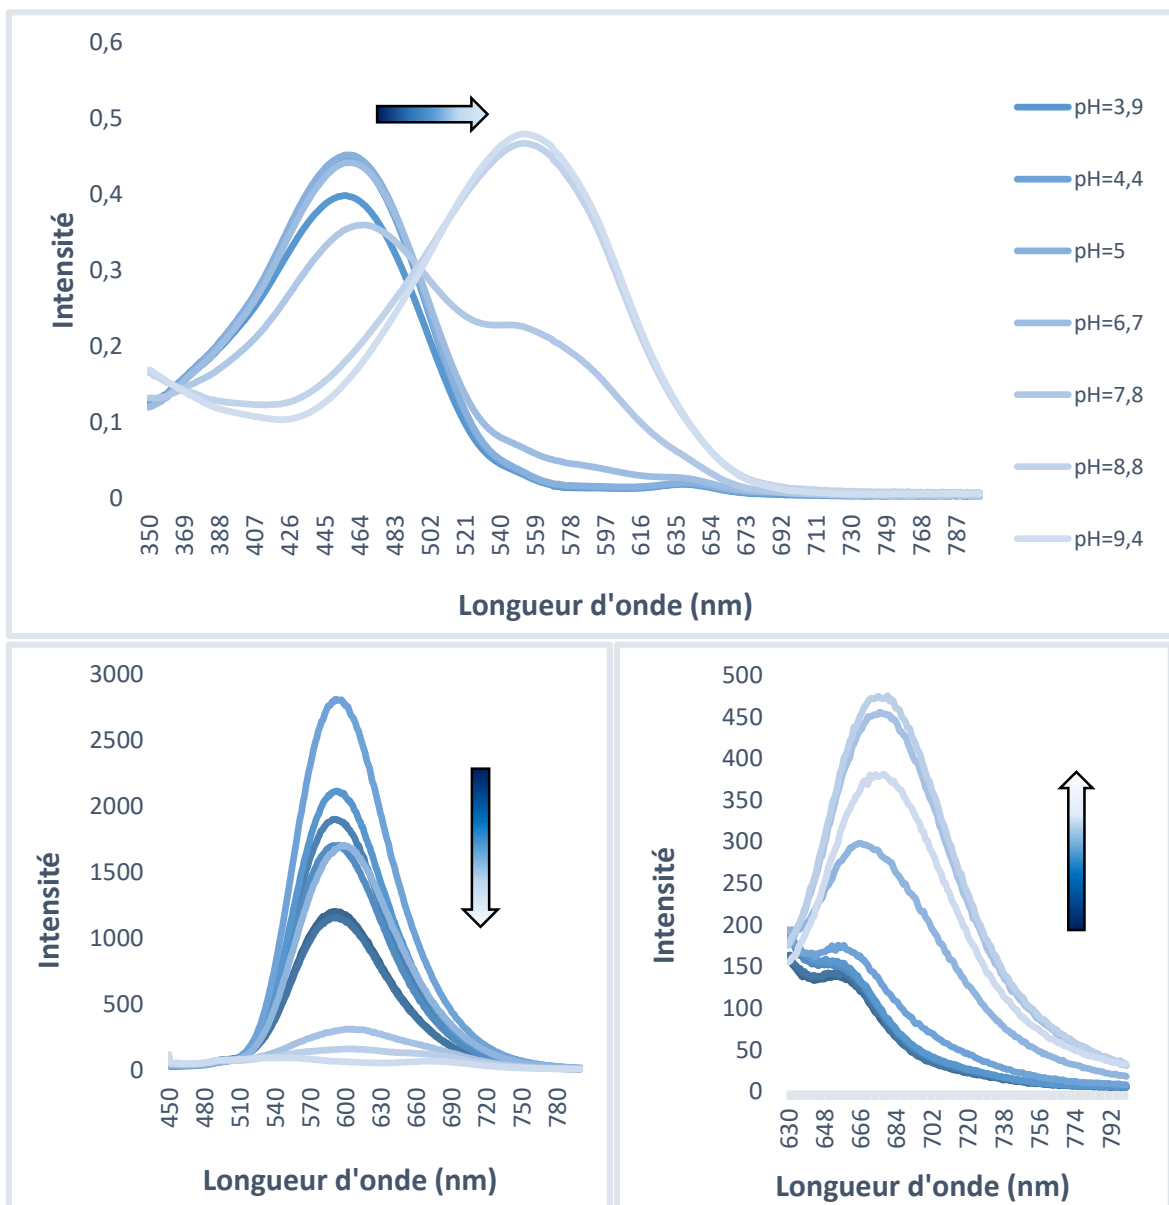 0,6
0,5
0,4
0,3
0,2
0,1
0
Intensité
350 369 388 407 426 445 464 483 502 521 540 559 578 597 616 635 654 673 692 711 730 749 768 787
Longueur d'onde (nm)
pH=3,9
pH=4,4
pH=5
pH=6,7
pH=7,8
pH=8,8
pH=9,4
3000
2500
2000
1500
1000
500
0
Intensité
450 480 510 540 570 600 630 660 690 720 750 780
Longueur d'onde (nm)
500
450
400
350
300
250
200
150
100
50
0
Intensité
630 648 666 684 702 720 738 756 774 792
Longueur d'onde (nm)